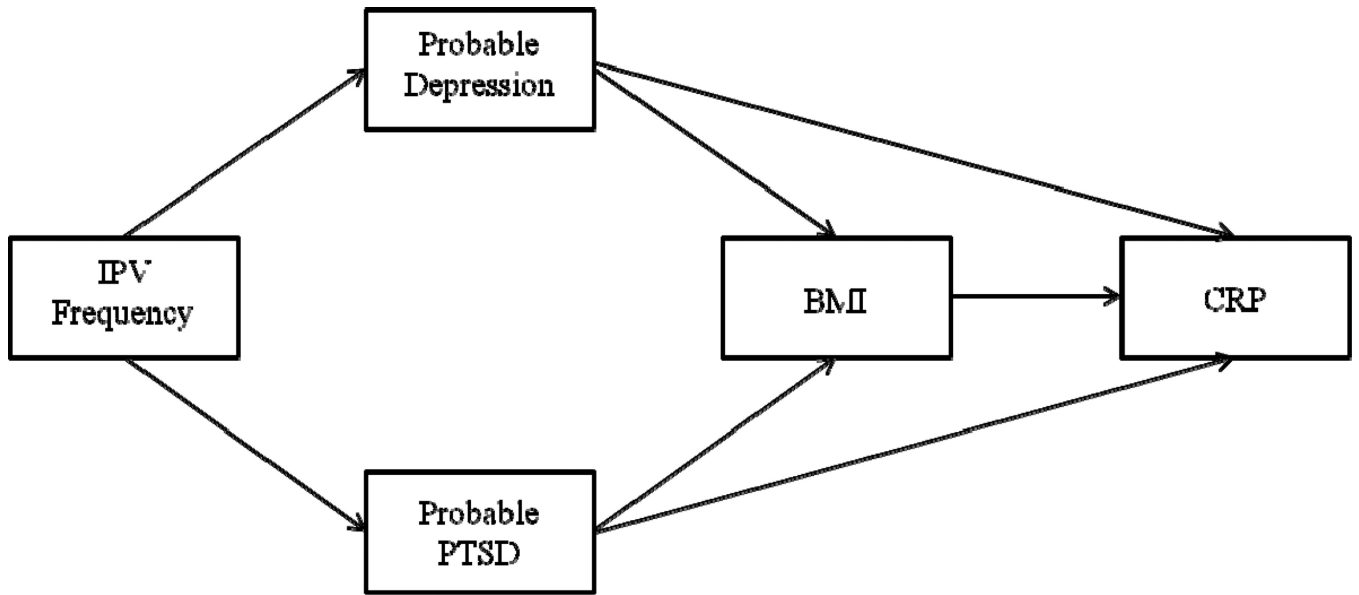 Probable
Depression
IPV
Frequency
BMI
CRP
Probable
PTSD